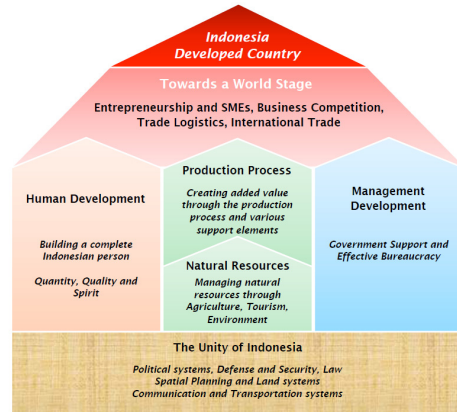 Indonesia
Developed Country
Towards a World Stage
Entrepreneurship and SMEs, Business Competition,
Trade Logistics, International Trade
Human Development
Building a complete
Indonesian person
Quantity, Quality and
Spirit
Production Process
Creating added value
through the production
process and various
support elements
Natural Resources
Managing natural
resources through
Agriculture, Tourism,
Environment
Management
Development
Government Support and
Effective Bureaucracy
The Unity of Indonesia
Political systems, Defense and Security, Law
Spatial Planning and Land systems
Communication and Transportation systems